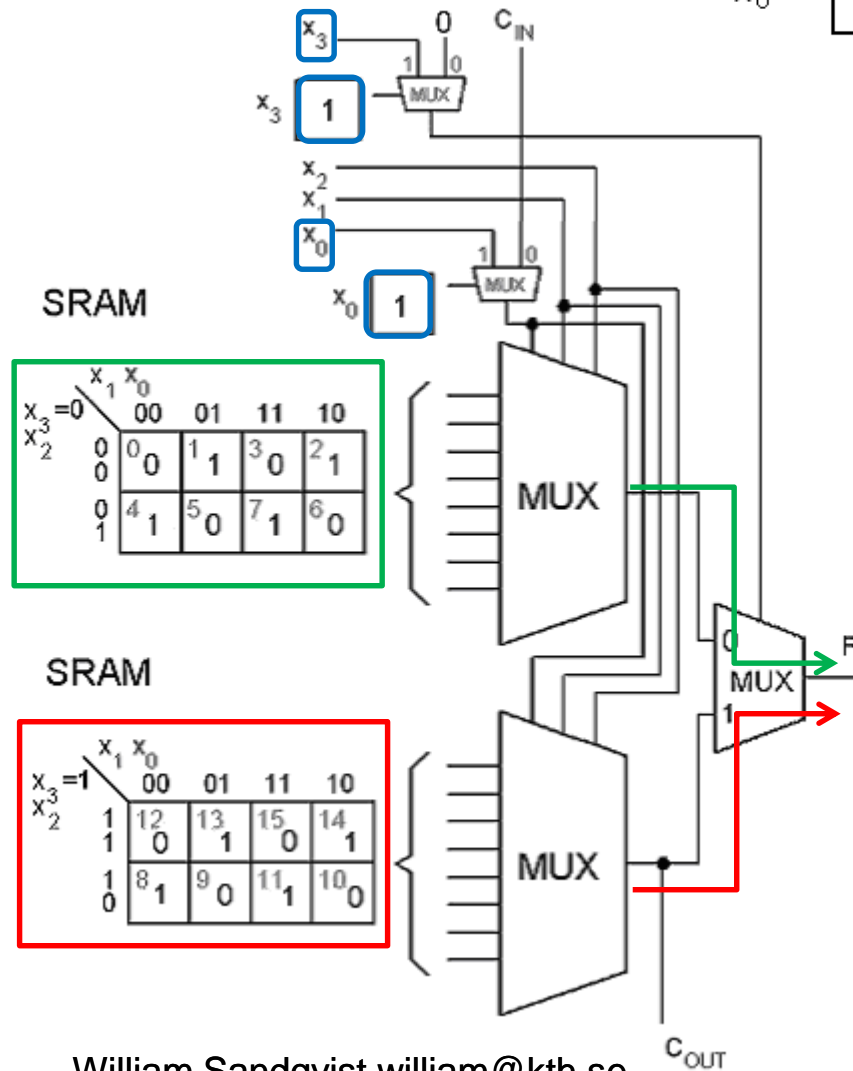 x3 0 CIN
1 0
MUX
x3 1
x2
x1
x0
1 0
MUX
x0 1
SRAM
x1 x0
x3=0 00 01 11 10
x2
0 0 0 0 1 1 3 0 2 1
0 1 4 1 5 0 7 1 6 0
MUX
0
MUX
1
SRAM
x1 x0
x3=1 00 01 11 10
x2
1 1 12 0 13 1 15 0 14 1
1 0 8 1 9 0 11 1 10 0
MUX
COUT